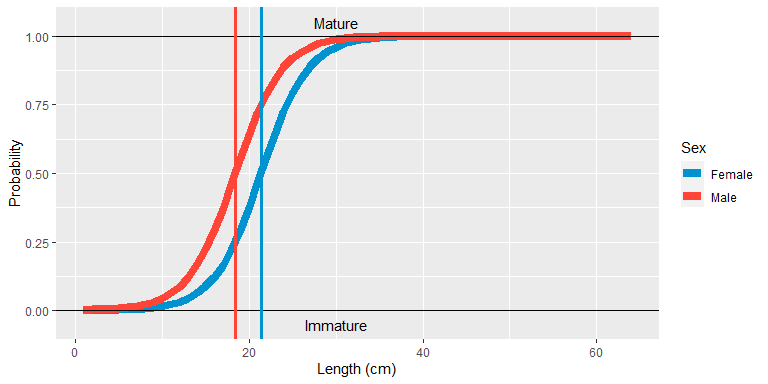 Mature
1.00
0.75
0.50
0.25
0.00
Probability
Immature
0
20
40
60
Length (cm)
Sex
Female
Male